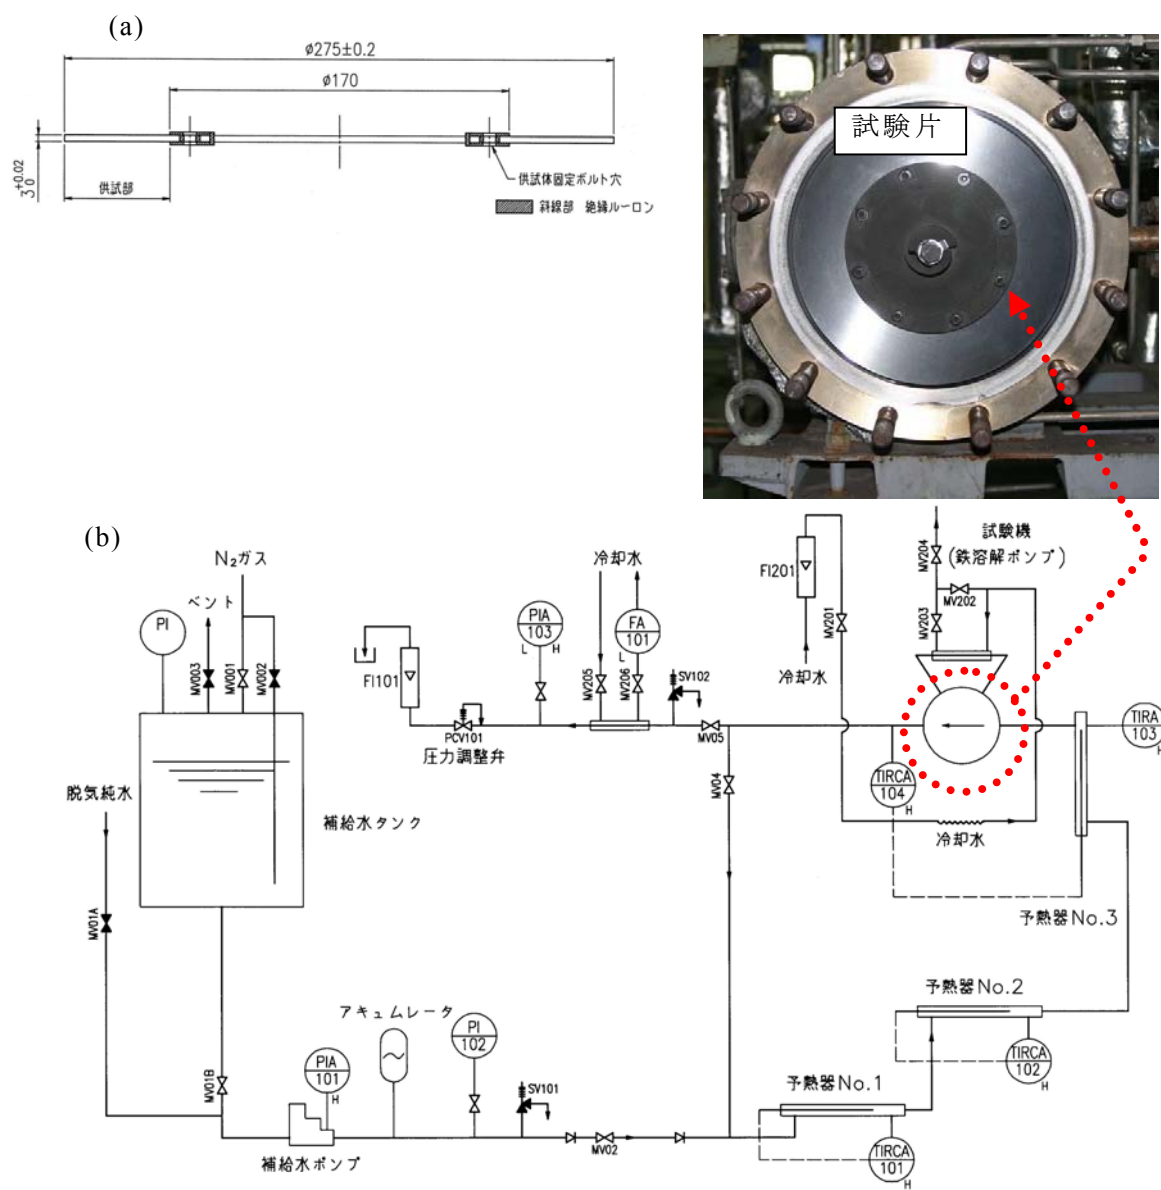 (a)
φ275±0.2
φ170
3 +0.02 0
供試部
供試体固定ボルト穴
斜線部 絶縁ルーロン
試験片
(b)
N₂ガス
ベント
PI
MV003
MV001
MV002
脱気純水
補給水タンク
MV01A
MV01B
補給水ポンプ
PIA
101
H
アキュムレータ
PI
102
SV101
MV02
FI101
PCV101
圧力調整弁
PIA
103
L
H
冷却水
MV205
MV206
FA
101
L
SV102
MV05
MV04
FI201
冷却水
MV201
MV204
MV202
MV203
試験機
(鉄溶解ポンプ)
TIRA
103
H
TIRCA
104
H
冷却水
予熱器No.3
予熱器No.2
TIRCA
102
H
予熱器No.1
TIRCA
101
H